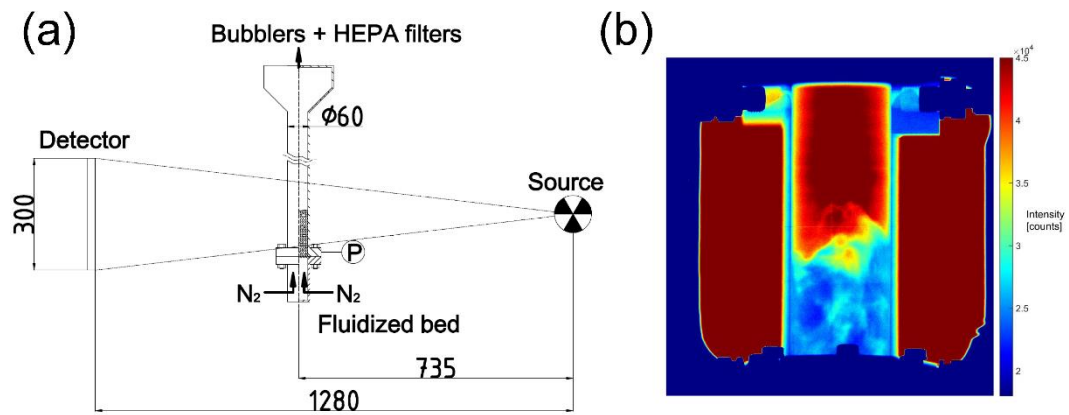 (a)
Bubblers + HEPA filters
Φ60
Detector
Source
300
P
N₂
N₂
Fluidized bed
735
1280
(b)
×10⁴
4.5
4
3.5
Intensity
[counts]
3
2.5
2